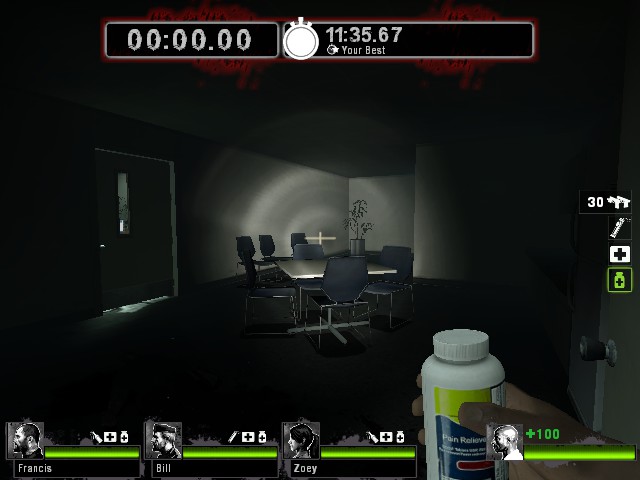 00:00.00
11:35.67
Your Best
30
Pain Relieve
+100
Francis
Bill
Zoey